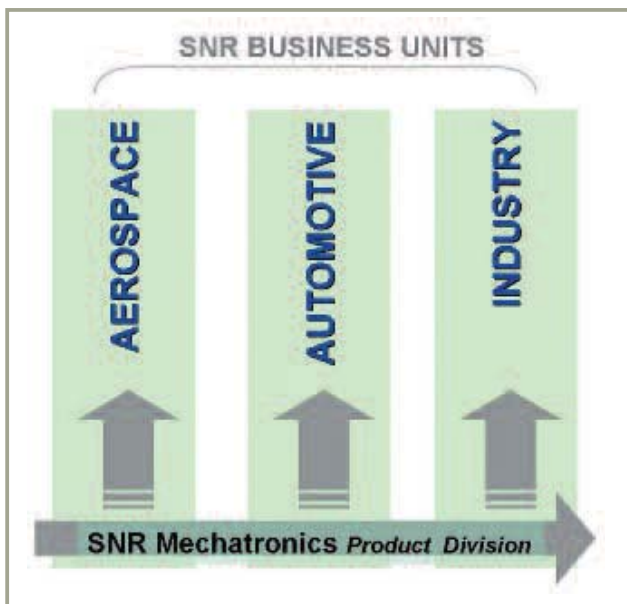 SNR BUSINESS UNITS
AEROSPACE
AUTOMOTIVE
INDUSTRY
SNR Mechatronics Product Division